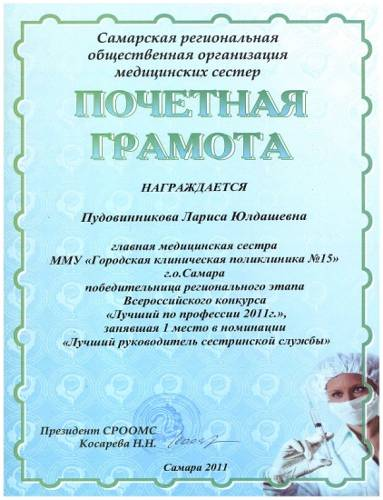 Самарская региональная
общественная организация
медицинских сестер
ПОЧЕТНАЯ
ГРАМОТА
НАГРАЖДАЕТСЯ
Пудовинникова Лариса Юлдашевна
главная медицинская сестра
ММУ «Городская клиническая поликлиника №15»
г.о.Самара
победительница регионального этапа
Всероссийского конкурса
«Лучший по профессии 2011г.»,
занявшая 1 место в номинации
«Лучший руководитель сестринской службы»
Президент СРООМС
Косарева Н.Н.
Самара 2011